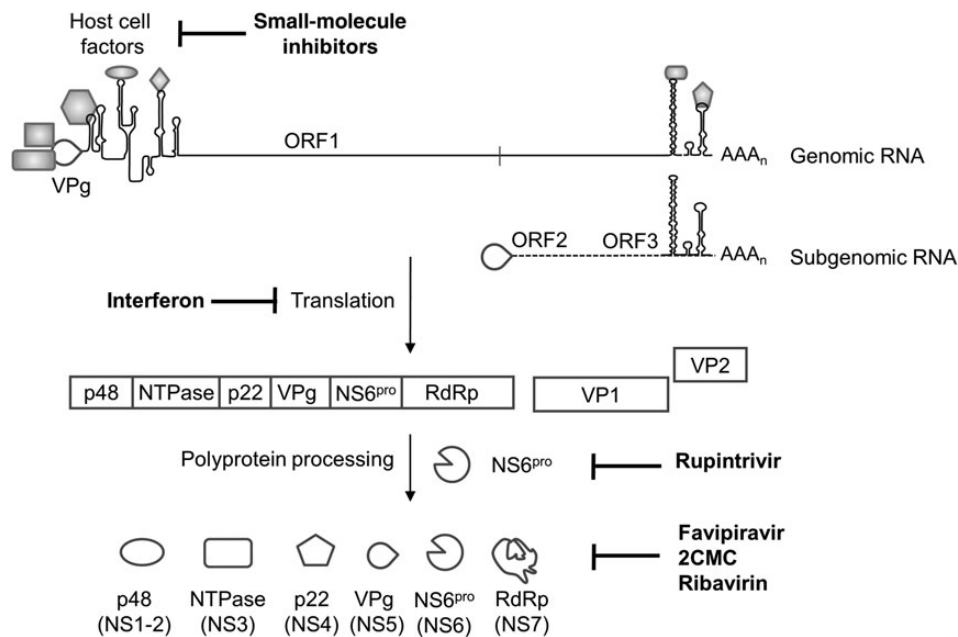 Host cell
factors
Small-molecule
inhibitors
VPg
ORF1
AAAn
Genomic RNA
ORF2
ORF3
AAAn
Subgenomic RNA
Interferon
Translation
p48
NTPase
p22
VPg
NS6pro
RdRp
VP1
VP2
Polyprotein processing
NS6pro
Rupintrivir
Favipiravir
2CMC
Ribavirin
p48
(NS1-2)
NTPase
(NS3)
p22
(NS4)
VPg
(NS5)
NS6pro
(NS6)
RdRp
(NS7)